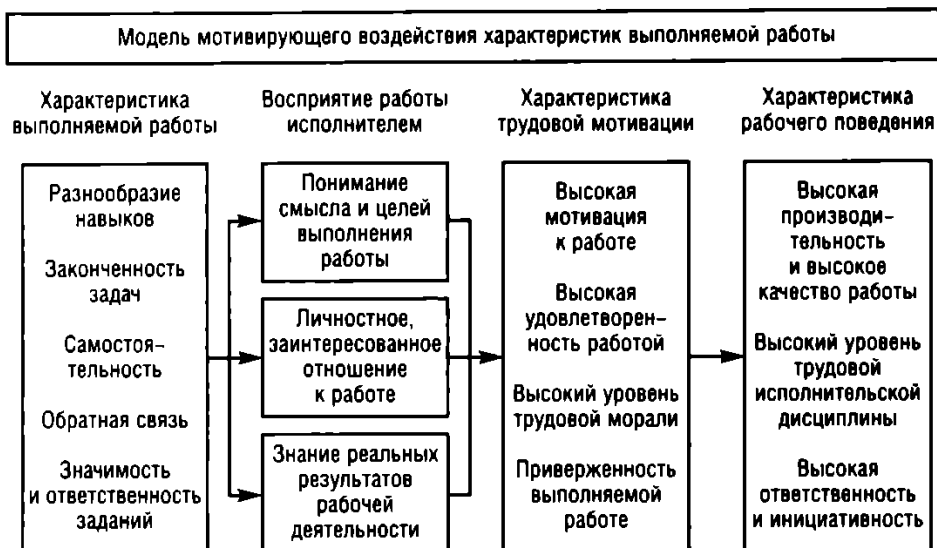 Модель мотивирующего воздействия характеристик выполняемой работы
Характеристика
выполняемой работы
Восприятие работы
исполнителем
Характеристика
трудовой мотивации
Характеристика
рабочего поведения
Разнообразие
навыков
Законченность
задач
Самостоя–
тельность
Обратная связь
Значимость
и ответственность
заданий
Понимание
смысла и целей
выполнения
работы
Личностное,
заинтересованное
отношение
к работе
Знание реальных
результатов
рабочей
деятельности
Высокая
мотивация
к работе
Высокая
удовлетворен–
ность работой
Высокий уровень
трудовой морали
Приверженность
выполняемой
работе
Высокая
производи–
тельность
и высокое
качество работы
Высокий уровень
трудовой
исполнительской
дисциплины
Высокая
ответственность
и инициативность